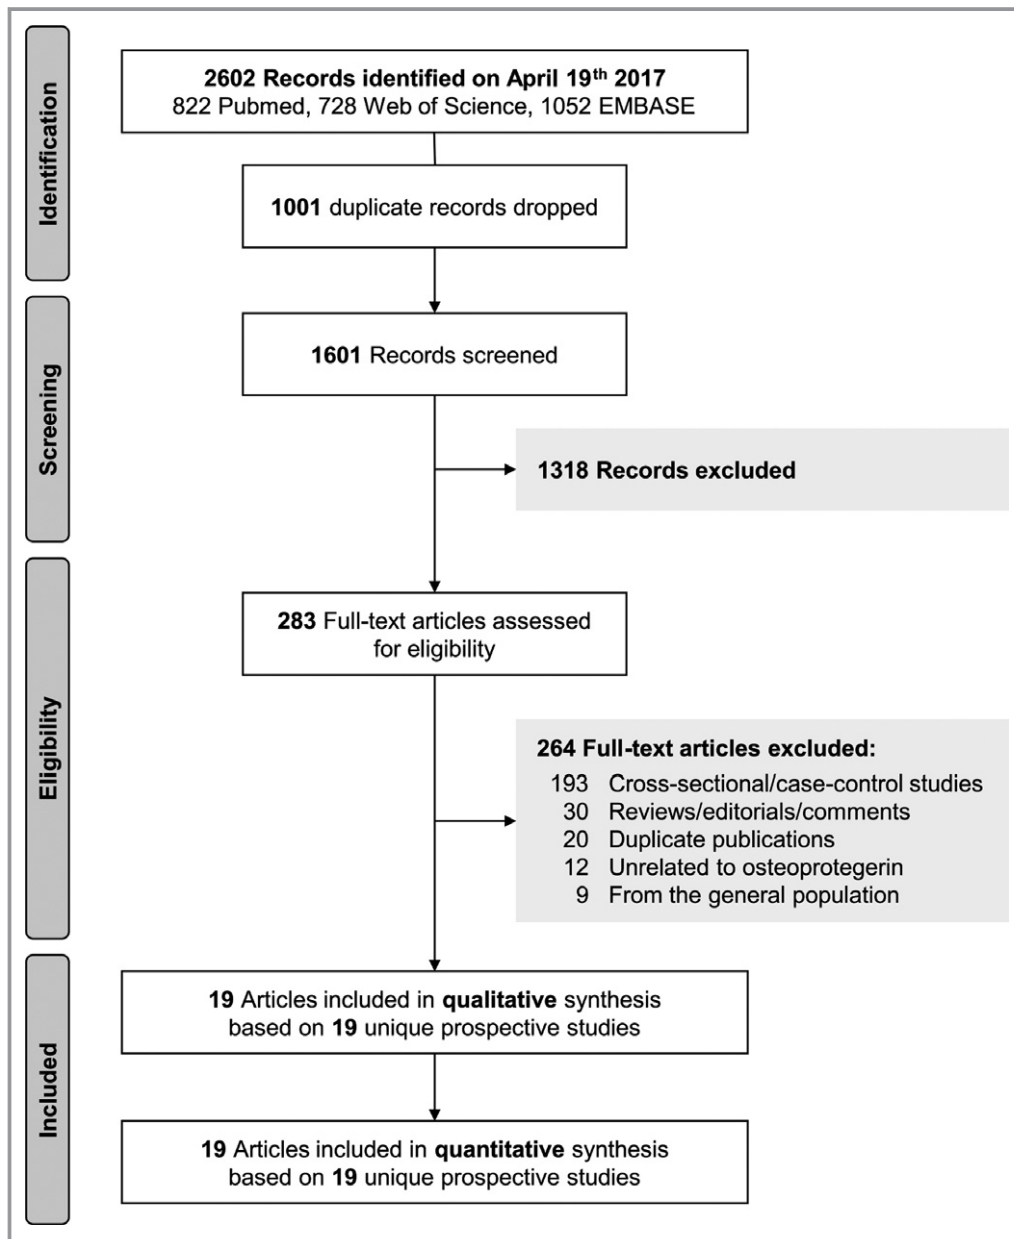 Identification
2602 Records identified on April 19th 2017
822 Pubmed, 728 Web of Science, 1052 EMBASE
1001 duplicate records dropped
Screening
1601 Records screened
1318 Records excluded
Eligibility
283 Full-text articles assessed
for eligibility
264 Full-text articles excluded:
193 Cross-sectional/case-control studies
30 Reviews/editorials/comments
20 Duplicate publications
12 Unrelated to osteoprotegerin
9 From the general population
Included
19 Articles included in qualitative synthesis
based on 19 unique prospective studies
19 Articles included in quantitative synthesis
based on 19 unique prospective studies